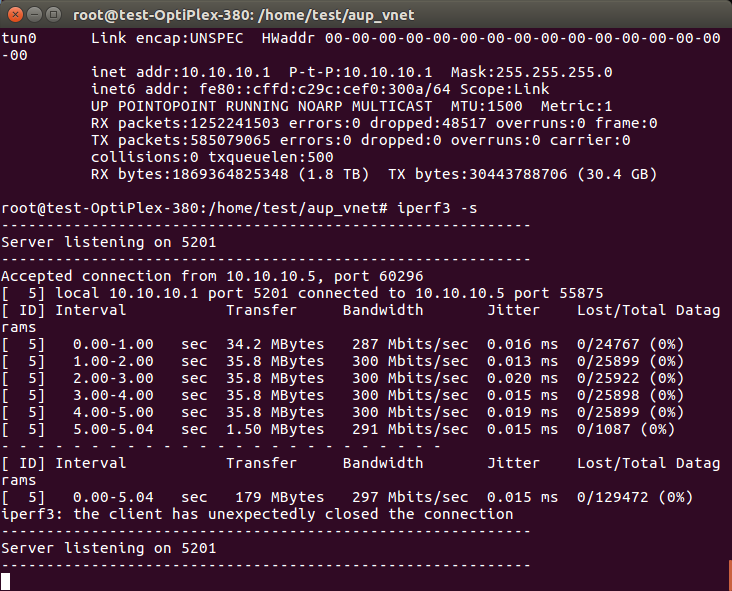 root@test-OptiPlex-380: /home/test/aup_vnet
tun0      Link encap:UNSPEC  HWaddr 00-00-00-00-00-00-00-00-00-00-00-00-00-00-00
-00
          inet addr:10.10.10.1  P-t-P:10.10.10.1  Mask:255.255.255.0
          inet6 addr: fe80::cffd:c29c:cef0:300a/64 Scope:Link
          UP POINTOPOINT RUNNING NOARP MULTICAST  MTU:1500  Metric:1
          RX packets:1252241503 errors:0 dropped:48517 overruns:0 frame:0
          TX packets:585079065 errors:0 dropped:0 overruns:0 carrier:0
          collisions:0 txqueuelen:500
          RX bytes:1869364825348 (1.8 TB)  TX bytes:30443788706 (30.4 GB)
root@test-OptiPlex-380:/home/test/aup_vnet# iperf3 -s
-----------------------------------------------------------
Server listening on 5201
-----------------------------------------------------------
Accepted connection from 10.10.10.5, port 60296
[  5] local 10.10.10.1 port 5201 connected to 10.10.10.5 port 55875
[ ID] Interval           Transfer     Bandwidth       Jitter    Lost/Total Datag
rams
[  5]   0.00-1.00   sec  34.2 MBytes   287 Mbits/sec  0.016 ms  0/24767 (0%)
[  5]   1.00-2.00   sec  35.8 MBytes   300 Mbits/sec  0.013 ms  0/25899 (0%)
[  5]   2.00-3.00   sec  35.8 MBytes   300 Mbits/sec  0.020 ms  0/25922 (0%)
[  5]   3.00-4.00   sec  35.8 MBytes   300 Mbits/sec  0.015 ms  0/25898 (0%)
[  5]   4.00-5.00   sec  35.8 MBytes   300 Mbits/sec  0.019 ms  0/25899 (0%)
[  5]   5.00-5.04   sec  1.50 MBytes   291 Mbits/sec  0.015 ms  0/1087 (0%)
- - - - - - - - - - - - - - - - - - - - - - - - -
[ ID] Interval           Transfer     Bandwidth       Jitter    Lost/Total Datag
rams
[  5]   0.00-5.04   sec   179 MBytes   297 Mbits/sec  0.015 ms  0/129472 (0%)
iperf3: the client has unexpectedly closed the connection
-----------------------------------------------------------
Server listening on 5201
-----------------------------------------------------------